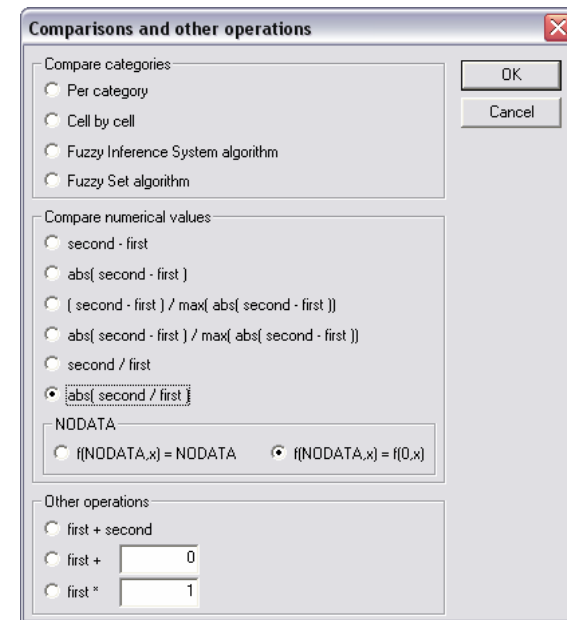 Comparisons and other operations
Compare categories
Per category
Cell by cell
Fuzzy Inference System algorithm
Fuzzy Set algorithm
OK
Cancel
Compare numerical values
second - first
abs( second - first )
( second - first ) / max( abs( second - first ))
abs( second - first ) / max( abs( second - first ))
second / first
abs( second / first )
NODATA
f(NODATA,x) = NODATA
f(NODATA,x) = f(0,x)
Other operations
first + second
first + 0
first * 1